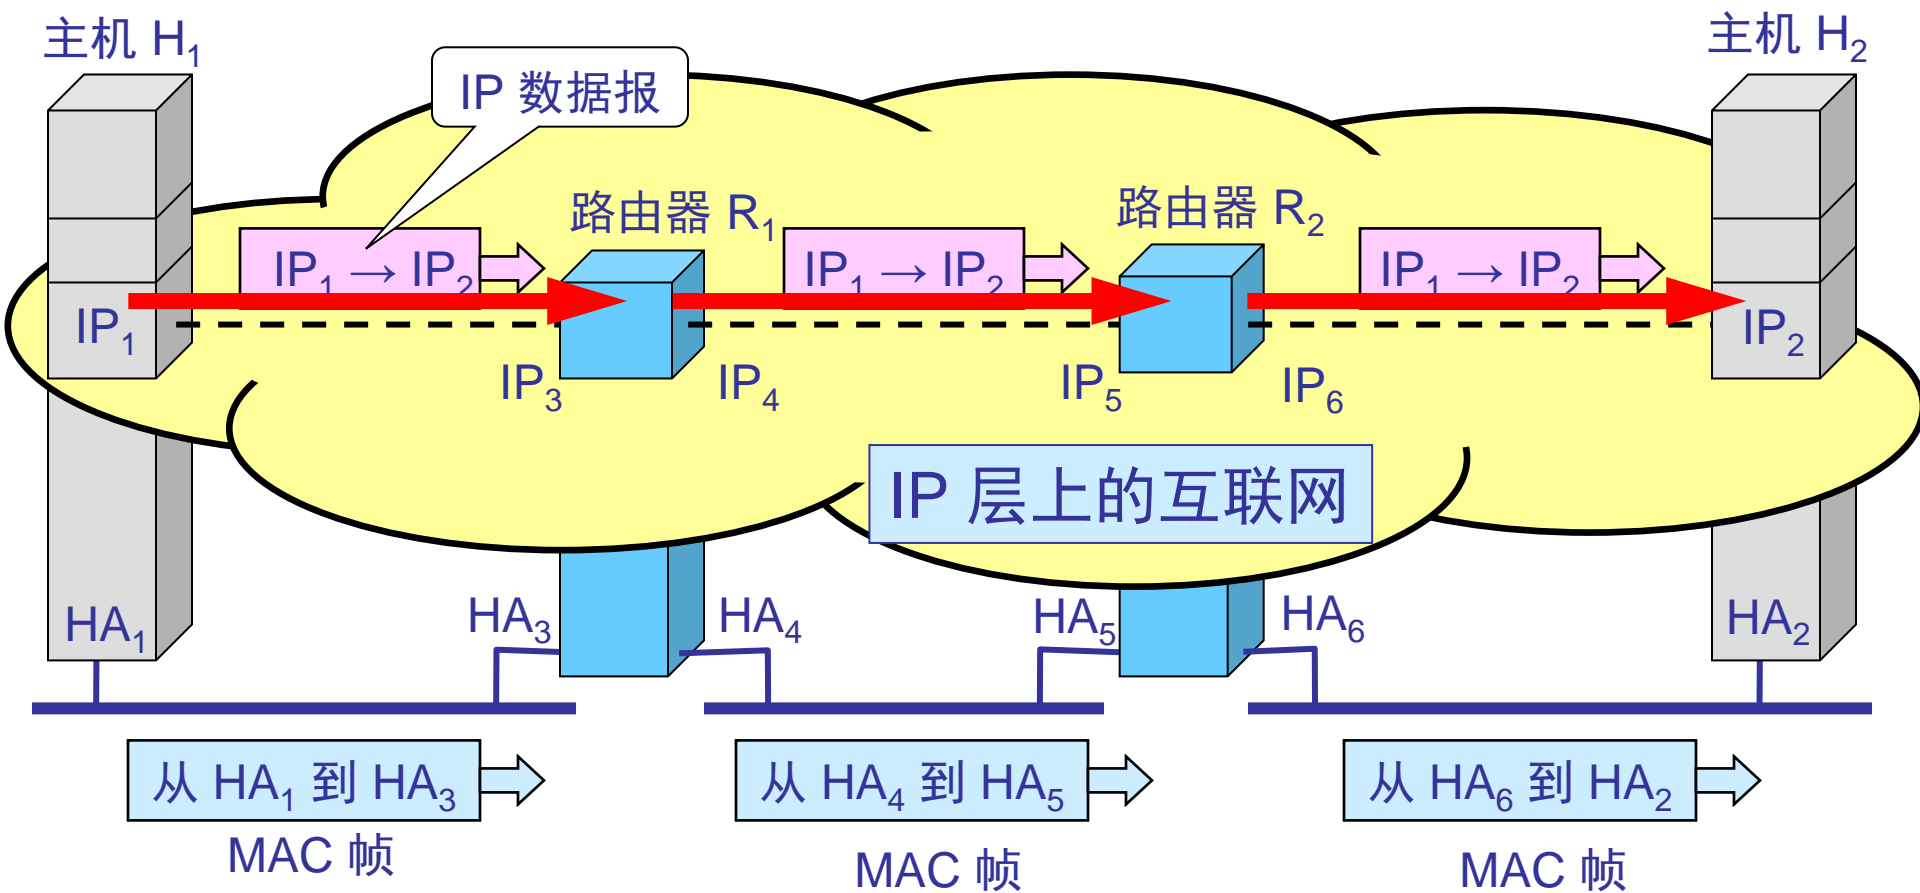 主机 H₁
主机 H₂
IP 数据报
路由器 R₁
路由器 R₂
IP₁ → IP₂
IP₁ → IP₂
IP₁ → IP₂
IP₁
IP₂
IP₃
IP₄
IP₅
IP₆
IP 层上的互联网
HA₁
HA₃
HA₄
HA₅
HA₆
HA₂
从 HA₁ 到 HA₃
从 HA₄ 到 HA₅
从 HA₆ 到 HA₂
MAC 帧
MAC 帧
MAC 帧